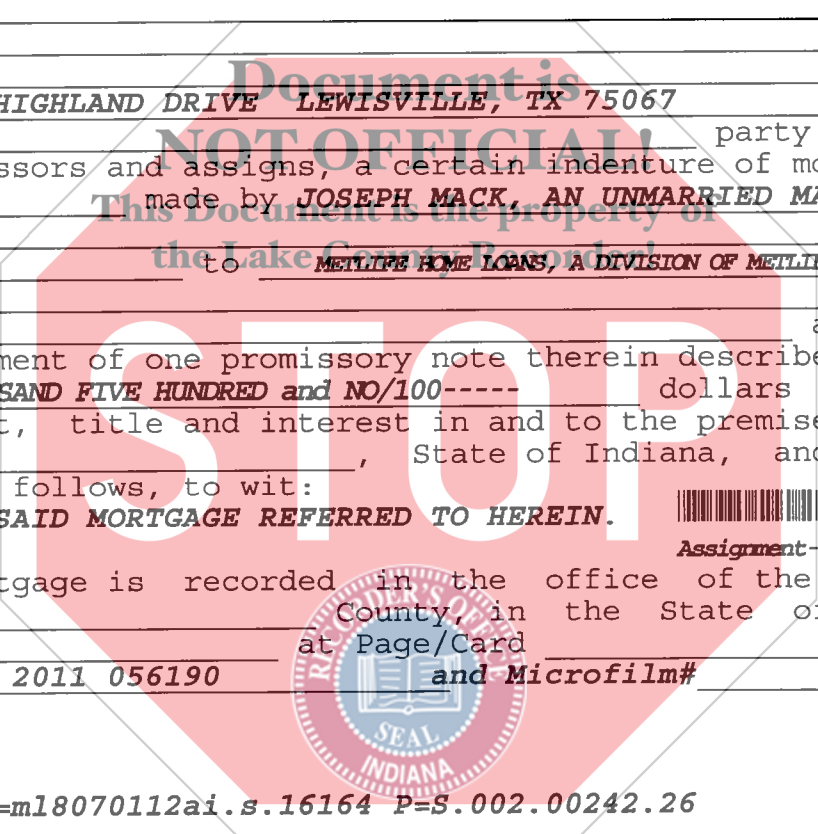 Document is
HIGHLAND DRIVE LEWISVILLE, TX 75067
NOT OFFICIAL!
party
ssors and assigns, a certain indenture of mo
made by JOSEPH MACK, AN UNMARRIED MA
This Document is the property of
the Lake County Recorder!
to METLIFE HOME LOANS, A DIVISION OF METLIF
a
STOP
ment of one promissory note therein describe
SAND FIVE HUNDRED and NO/100----- dollars
t, title and interest in and to the premise
, State of Indiana, and
follows, to wit:
SAID MORTGAGE REFERRED TO HEREIN.
Assignment-
tgage is recorded in the office of the
County, in the State of
at Page/Card
2011 056190 and Microfilm#
RECORDER'S OFFICE
SEAL
INDIANA
=ml8070112ai.s.16164 P=S.002.00242.26